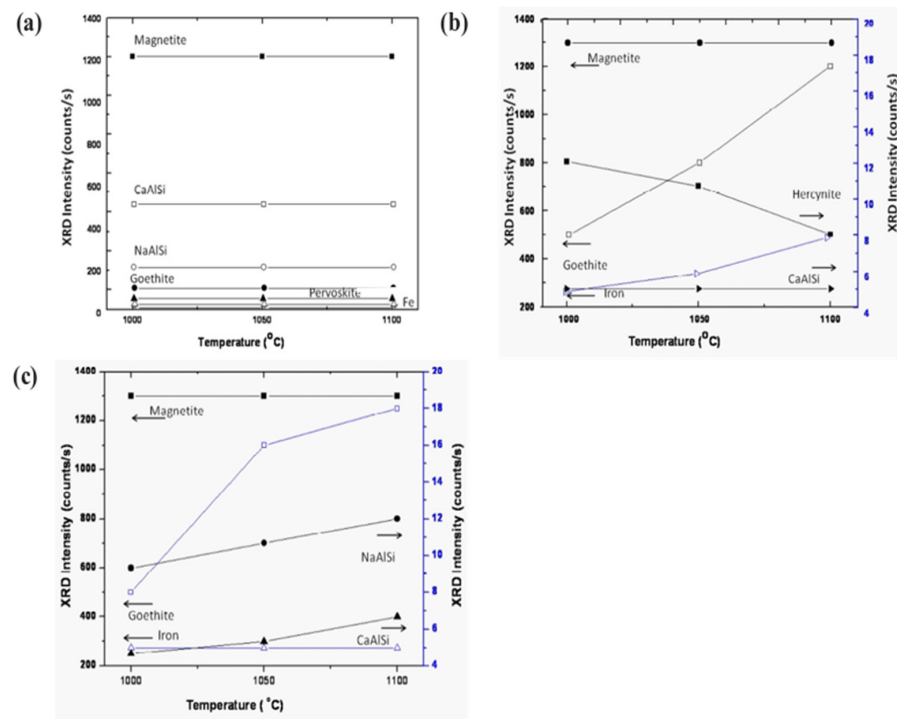 (a)
1400
1200
1000
800
600
400
200
0
XRD Intensity (counts/s)
Magnetite
CaAlSi
NaAlSi
Goethite
Pervoskite
Fe
1000 1050 1100
Temperature (°C)
(b)
1400
1200
1000
800
600
400
200
XRD Intensity (counts/s)
Magnetite
Hercynite
Goethite
CaAlSi
Iron
20
18
16
14
12
10
8
6
4
XRD Intensity (counts/s)
1000 1050 1100
Temperature (°C)
(c)
1400
1200
1000
800
600
400
200
XRD Intensity (counts/s)
Magnetite
NaAlSi
Goethite
Iron
CaAlSi
20
18
16
14
12
10
8
6
4
XRD Intensity (counts/s)
1000 1050 1100
Temperature ( °C)